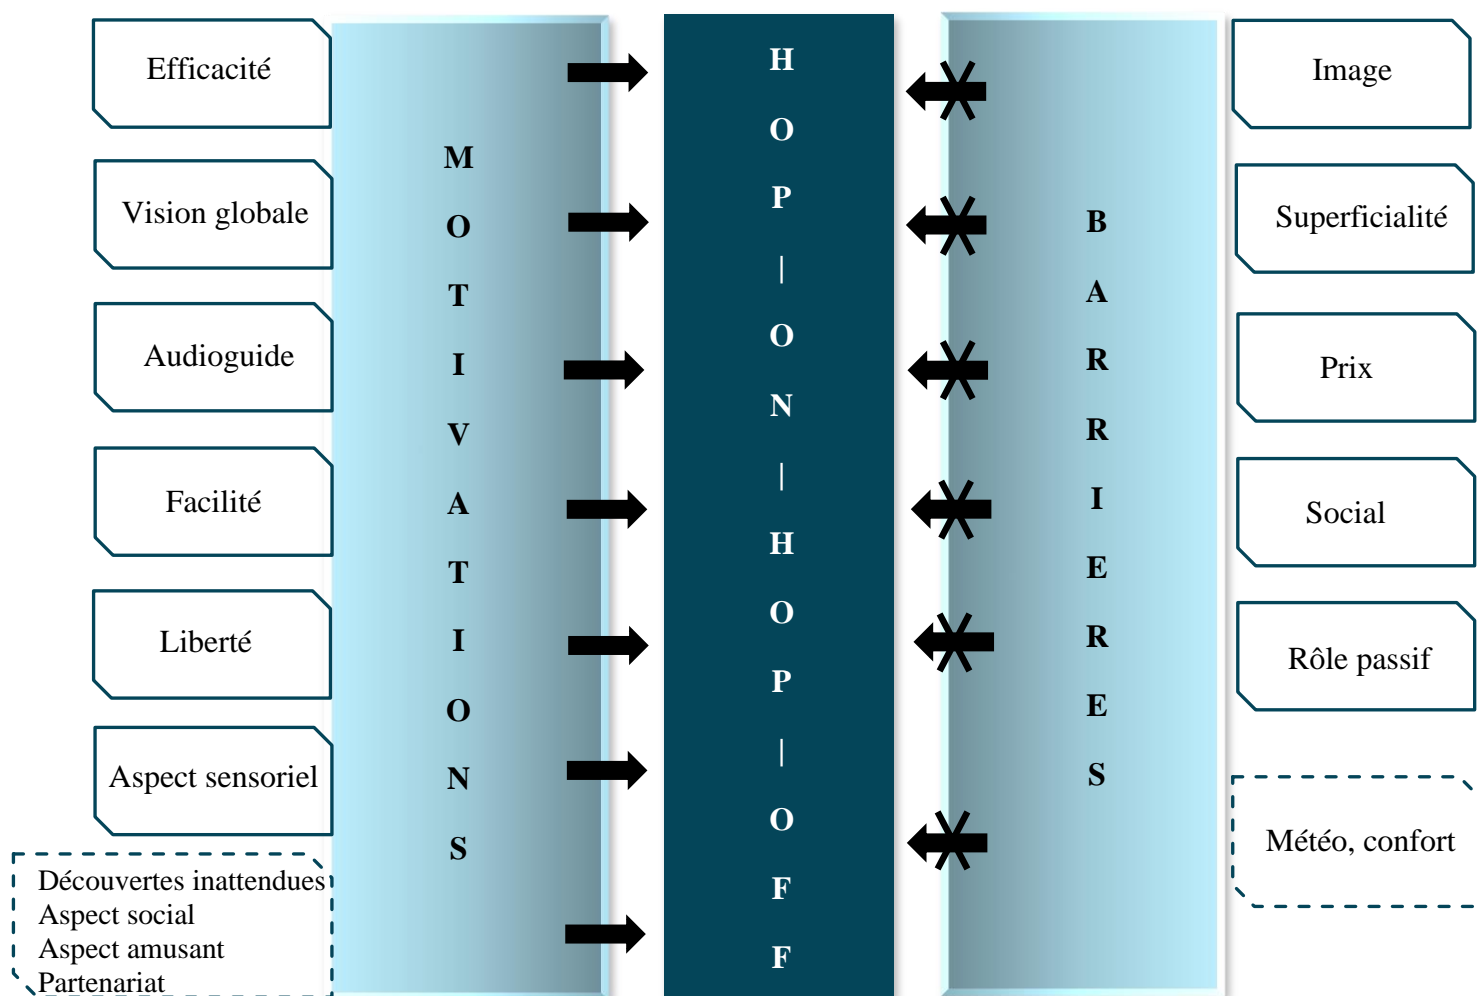 Efficacité
Vision globale
Audioguide
Facilité
Liberté
Aspect sensoriel
Découvertes inattendues
Aspect social
Aspect amusant
Partenariat
MOTIVATIONS
HOP|ON|HOP|OFF
BARRIERES
Image
Superficialité
Prix
Social
Rôle passif
Météo, confort